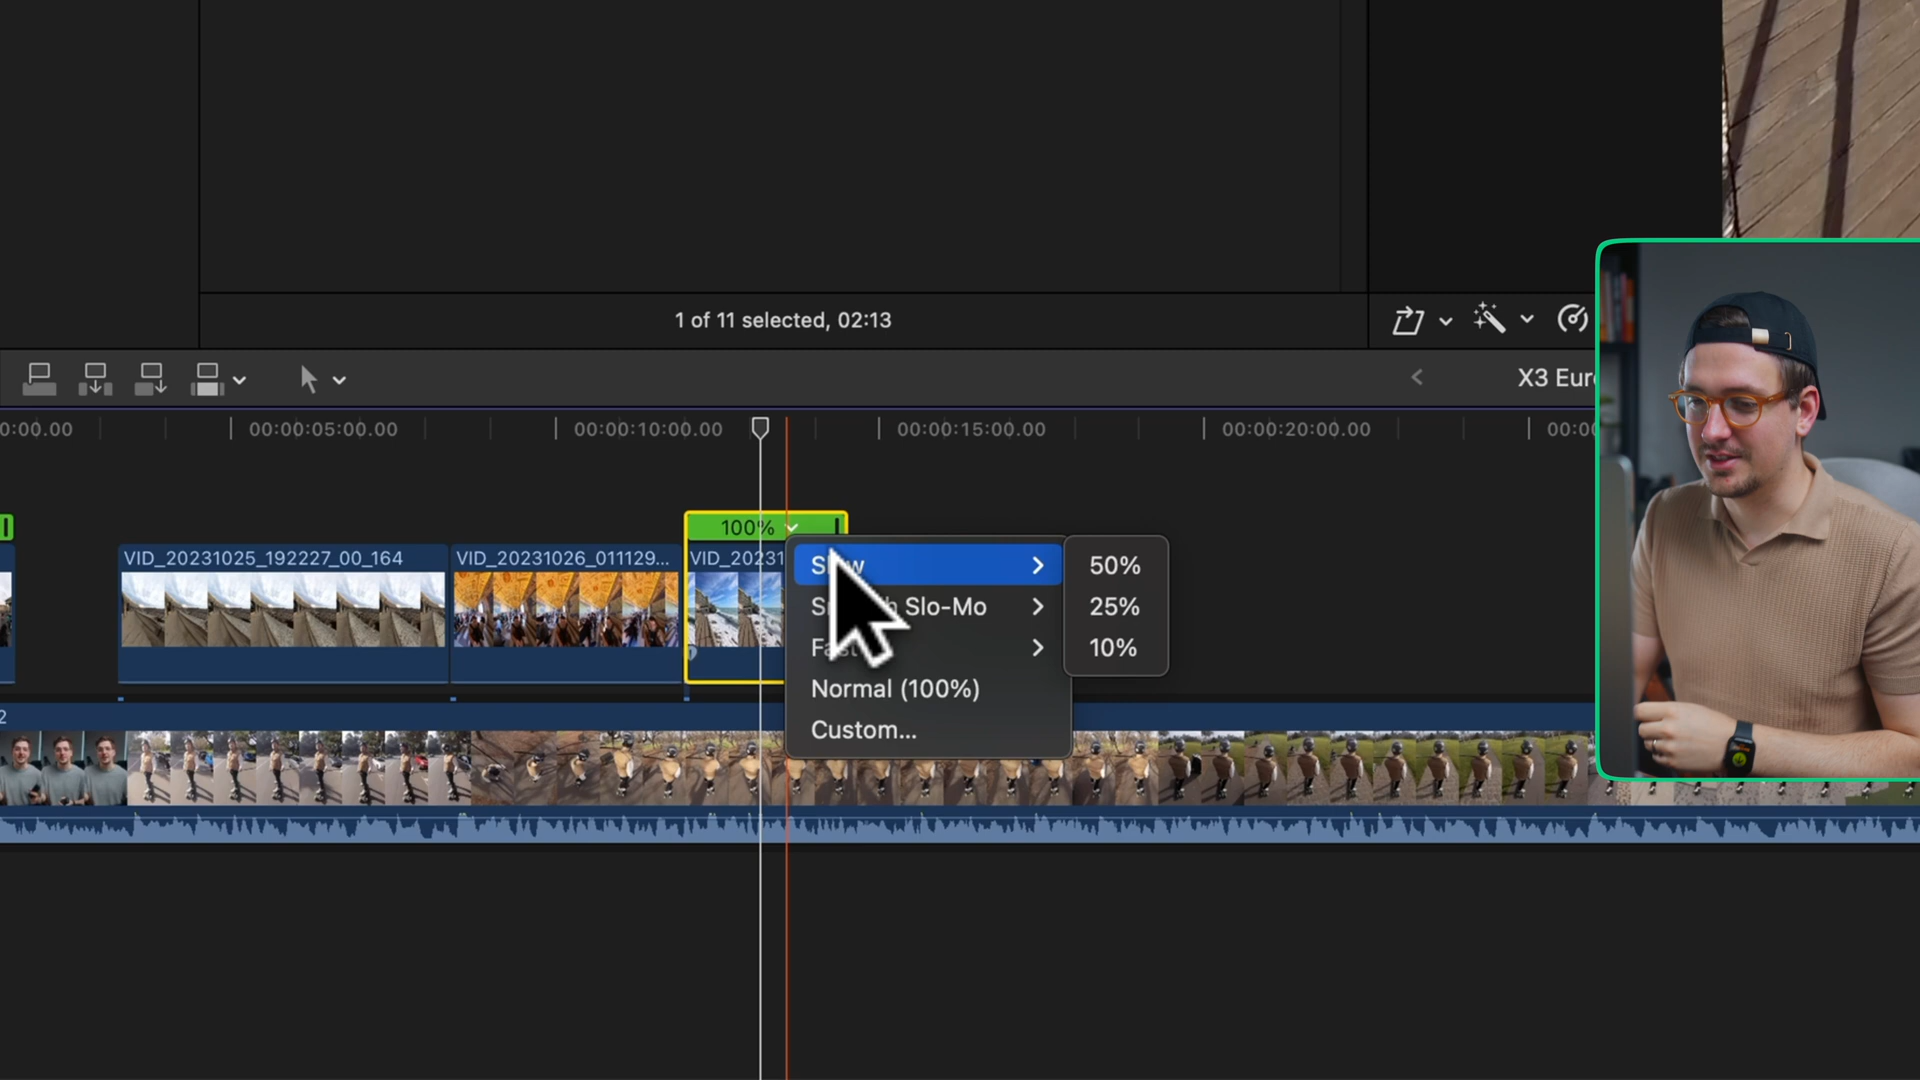 1 of 11 selected, 02:13
X3 Eur
0:00.00
00:00:05:00.00
00:00:10:00.00
00:00:15:00.00
00:00:20:00.00
00:00
100%
VID_20231025_192227_00_164
VID_20231026_011129...
VID_20231
50%
Slo-Mo
25%
10%
Normal (100%)
Custom...
2